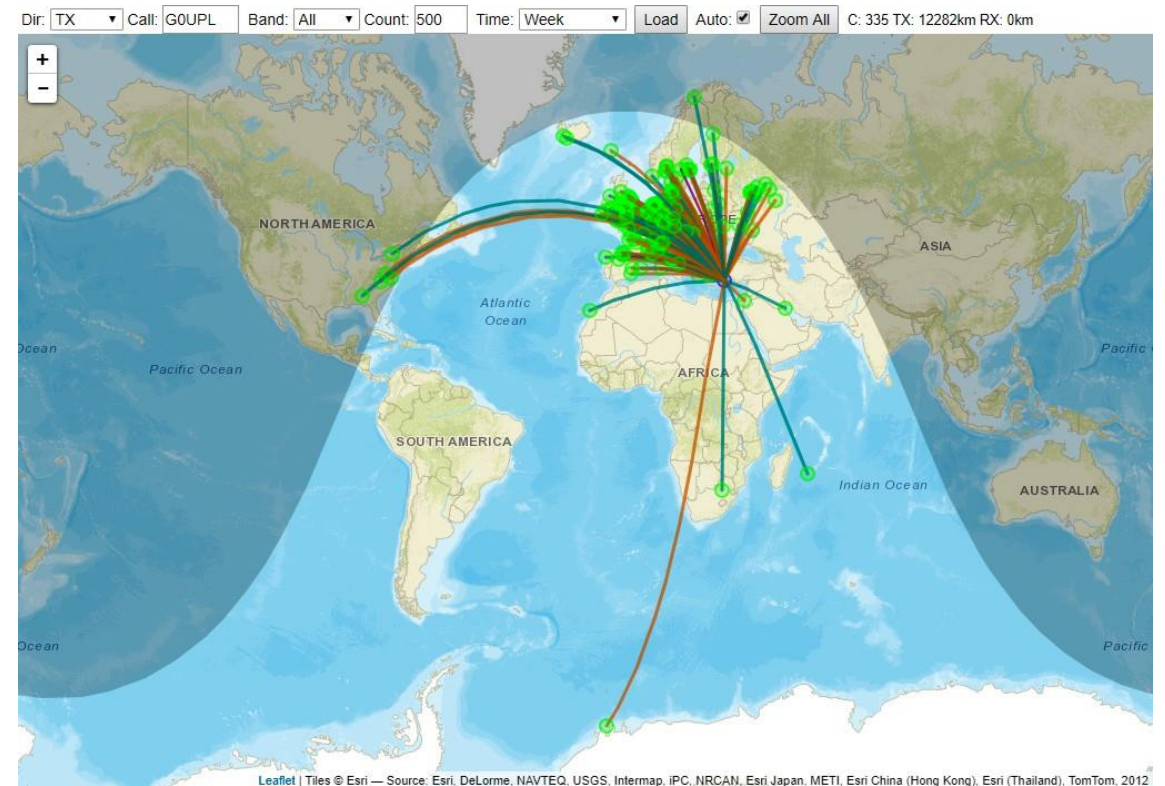 Dir: TX Call: G0UPL Band: All Count: 500 Time: Week Load Auto: Zoom All C: 335 TX: 12282km RX: 0km
+
−
NORTH AMERICA
ASIA
Atlantic
Ocean
Ocean
Pacific Ocean
Pacific
AFRICA
SOUTH AMERICA
Indian Ocean
AUSTRALIA
Ocean
Pacific
Leaflet | Tiles © Esri — Source: Esri, DeLorme, NAVTEQ, USGS, Intermap, iPC, NRCAN, Esri Japan, METI, Esri China (Hong Kong), Esri (Thailand), TomTom, 2012